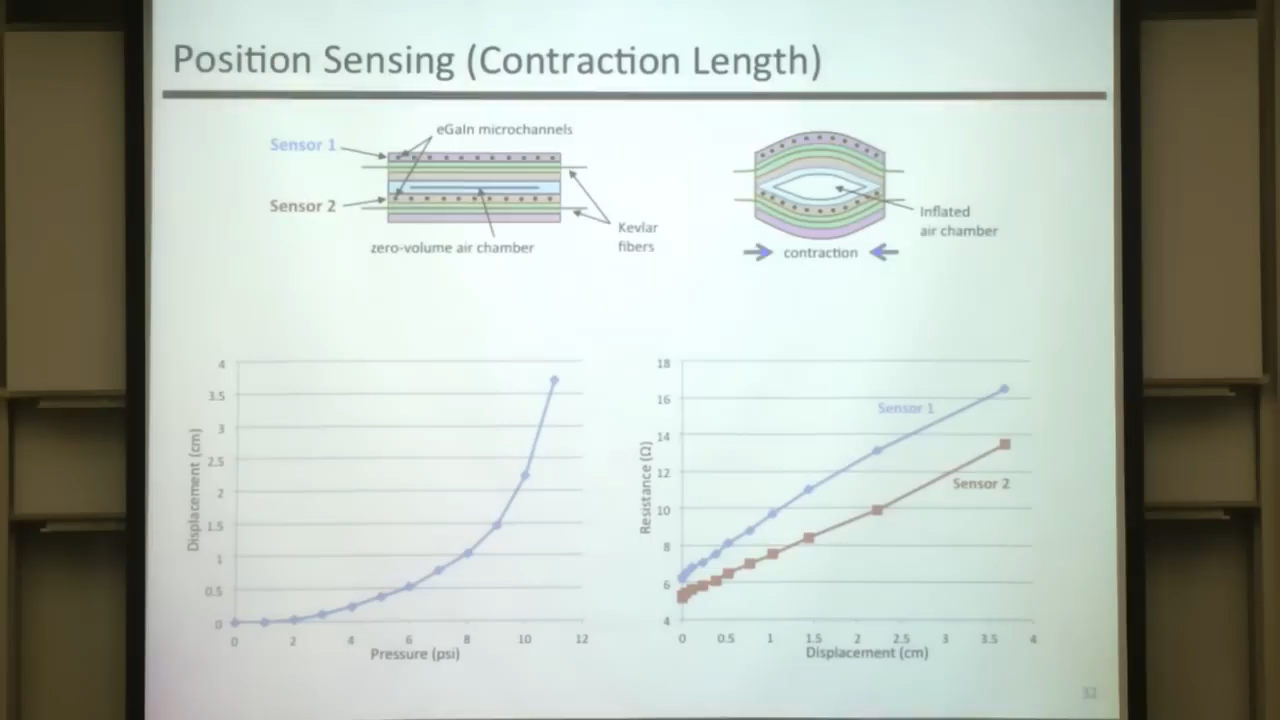 Position Sensing (Contraction Length)
eGaIn microchannels
Sensor 1
Sensor 2
zero-volume air chamber
Kevlar
fibers
Inflated
air chamber
contraction
4
3.5
3
2.5
2
1.5
1
0.5
0
Displacement (cm)
0 2 4 6 8 10 12
Pressure (psi)
18
16
14
12
10
8
6
4
Resistance (Ω)
Sensor 1
Sensor 2
0 0.5 1 1.5 2 2.5 3 3.5 4
Displacement (cm)
32